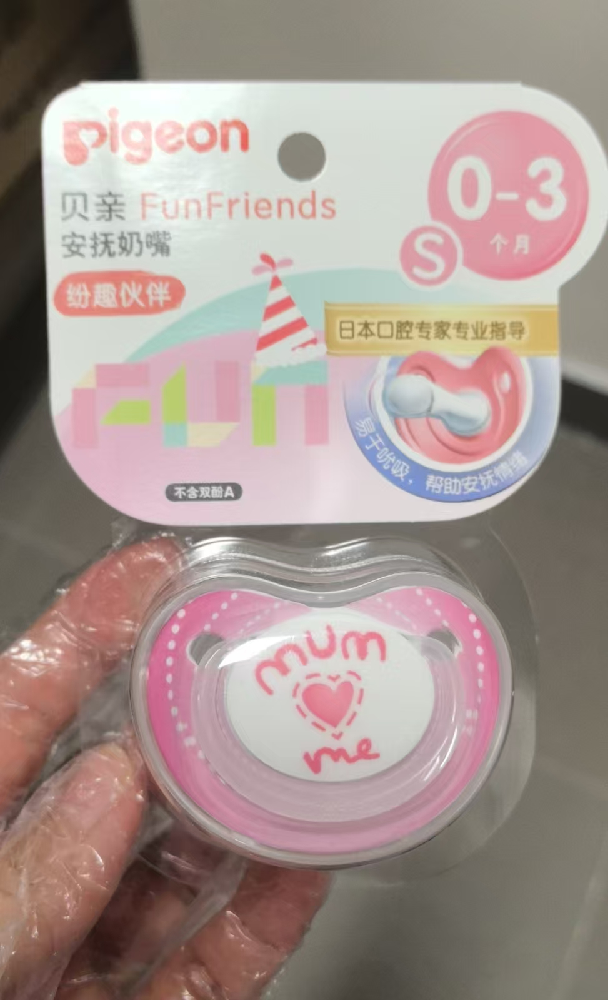 pigeon
贝亲 FunFriends
安抚奶嘴
纷趣伙伴
0-3
个月
S
日本口腔专家专业指导
FUN
易于吮吸，帮助安抚情绪
不含双酚A
mum
me